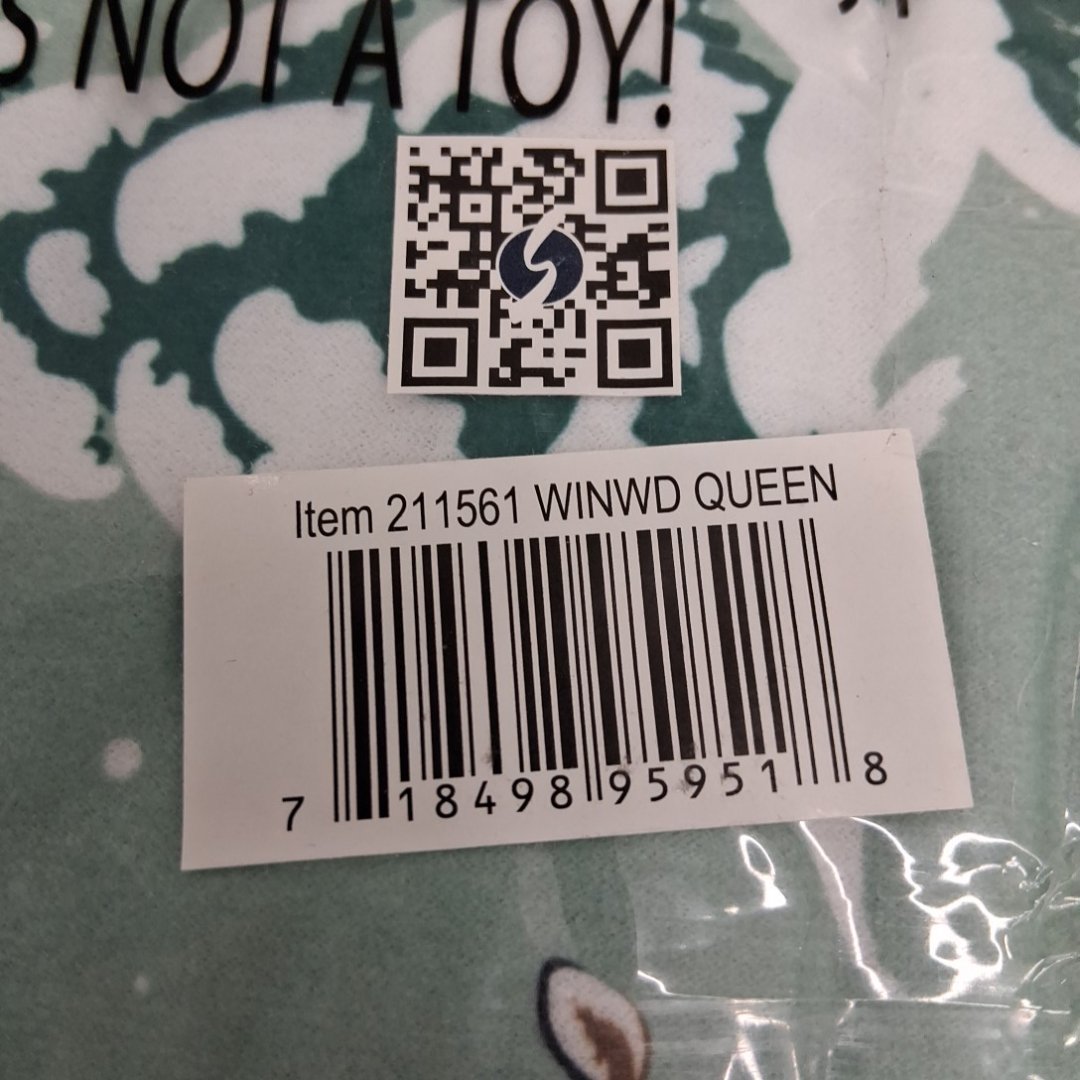 S NOT A TOY!
Item 211561 WINWD QUEEN
7 18498 95951 8